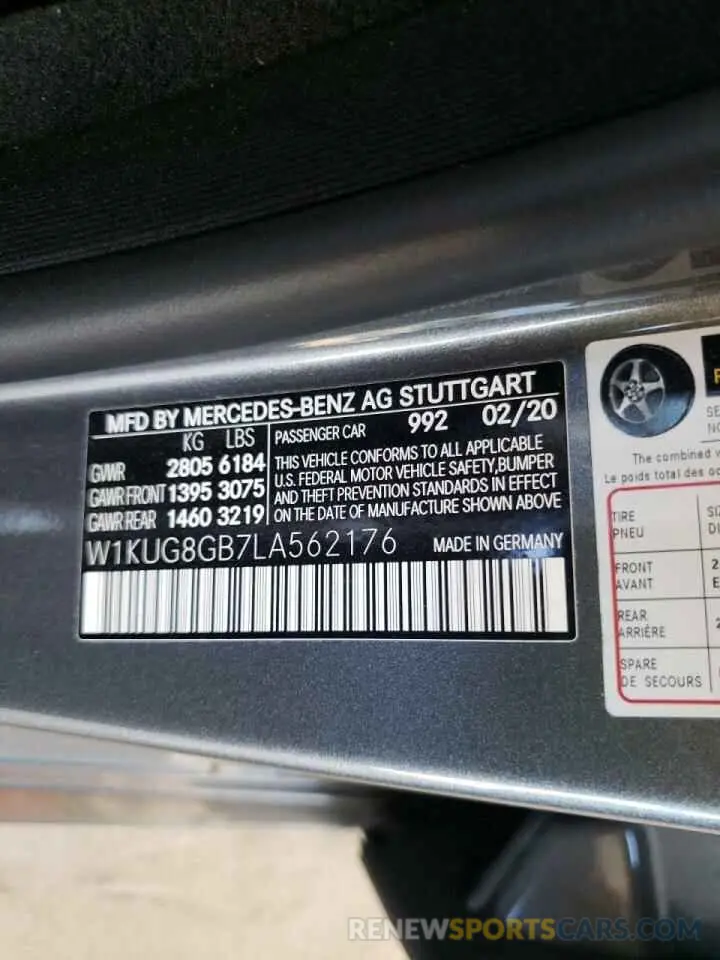 MFD BY MERCEDES-BENZ AG STUTTGART
KG LBS
GVWR 2805 6184
GAWR FRONT 1395 3075
GAWR REAR 1460 3219
PASSENGER CAR 992 02/20
THIS VEHICLE CONFORMS TO ALL APPLICABLE
U.S. FEDERAL MOTOR VEHICLE SAFETY,BUMPER
AND THEFT PREVENTION STANDARDS IN EFFECT
ON THE DATE OF MANUFACTURE SHOWN ABOVE
W1KUG8GB7LA562176 MADE IN GERMANY
The combined
Le poids total des
TIRE
PNEU
FRONT
AVANT
REAR
ARRIÉRE
SPARE
DE SECOURS
RENEWSPORTSCARS.COM